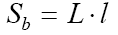 S_b = L · l